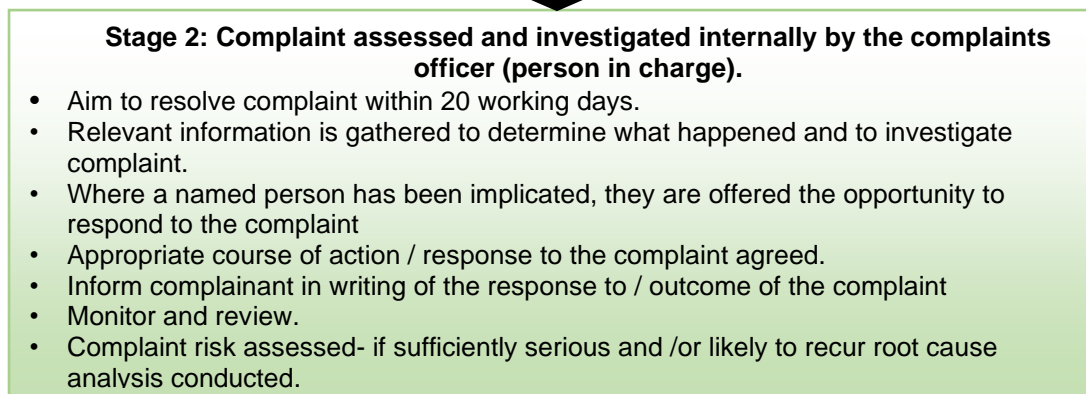 Stage 2: Complaint assessed and investigated internally by the complaints
officer (person in charge).
• Aim to resolve complaint within 20 working days.
• Relevant information is gathered to determine what happened and to investigate
complaint.
• Where a named person has been implicated, they are offered the opportunity to
respond to the complaint
• Appropriate course of action / response to the complaint agreed.
• Inform complainant in writing of the response to / outcome of the complaint
• Monitor and review.
• Complaint risk assessed- if sufficiently serious and /or likely to recur root cause
analysis conducted.